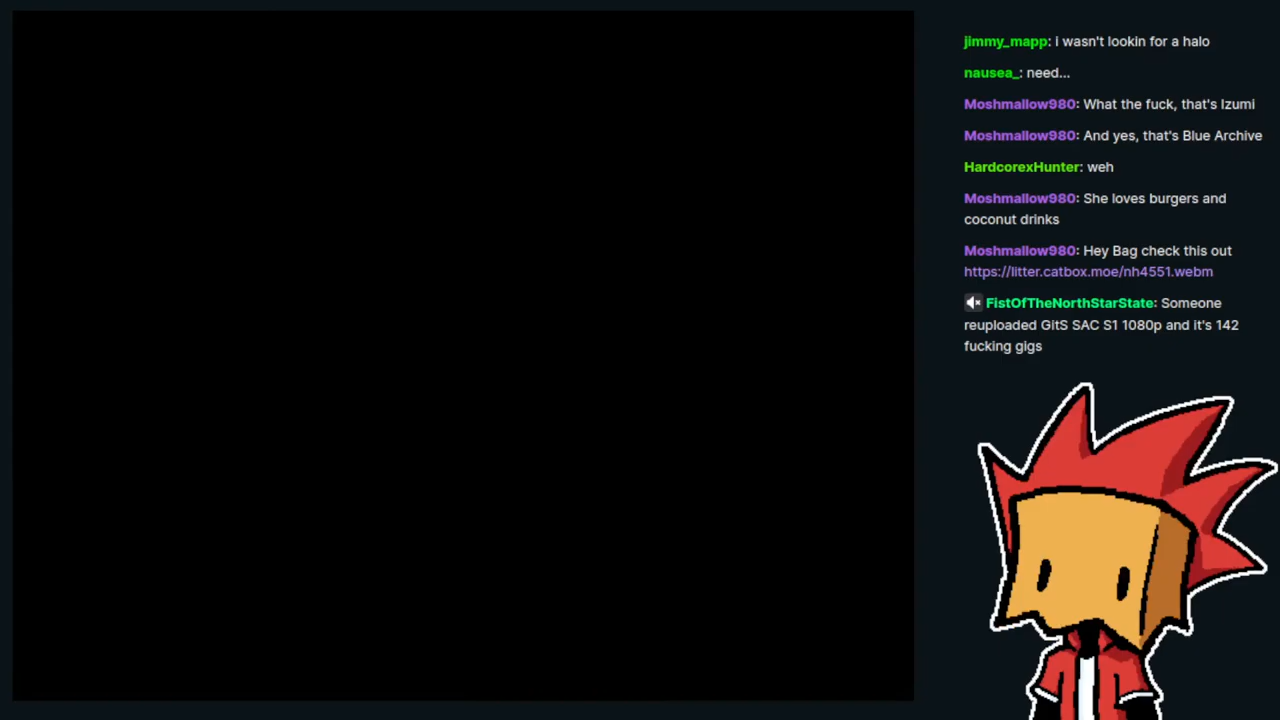 jimmy_mapp: i wasn't lookin for a halo
nausea_: need...
Moshmallow980: What the fuck, that's Izumi
Moshmallow980: And yes, that's Blue Archive
HardcorexHunter: weh
Moshmallow980: She loves burgers and
coconut drinks
Moshmallow980: Hey Bag check this out
https://litter.catbox.moe/nh4551.webm
FistOfTheNorthStarState: Someone
reuploaded GitS SAC S1 1080p and it's 142
fucking gigs